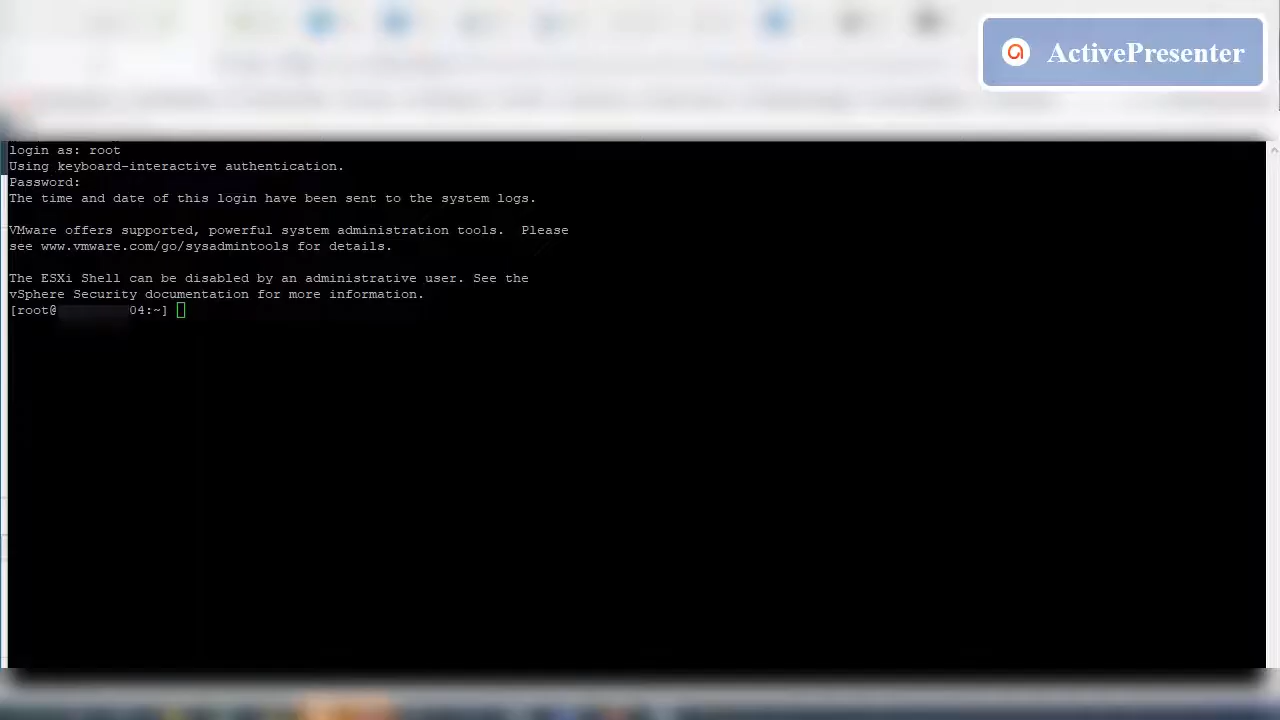 ActivePresenter
login as: root
Using keyboard-interactive authentication.
Password:
The time and date of this login have been sent to the system logs.
VMware offers supported, powerful system administration tools.  Please
see www.vmware.com/go/sysadmintools for details.
The ESXi Shell can be disabled by an administrative user. See the
vSphere Security documentation for more information.
[root@ 04:~]